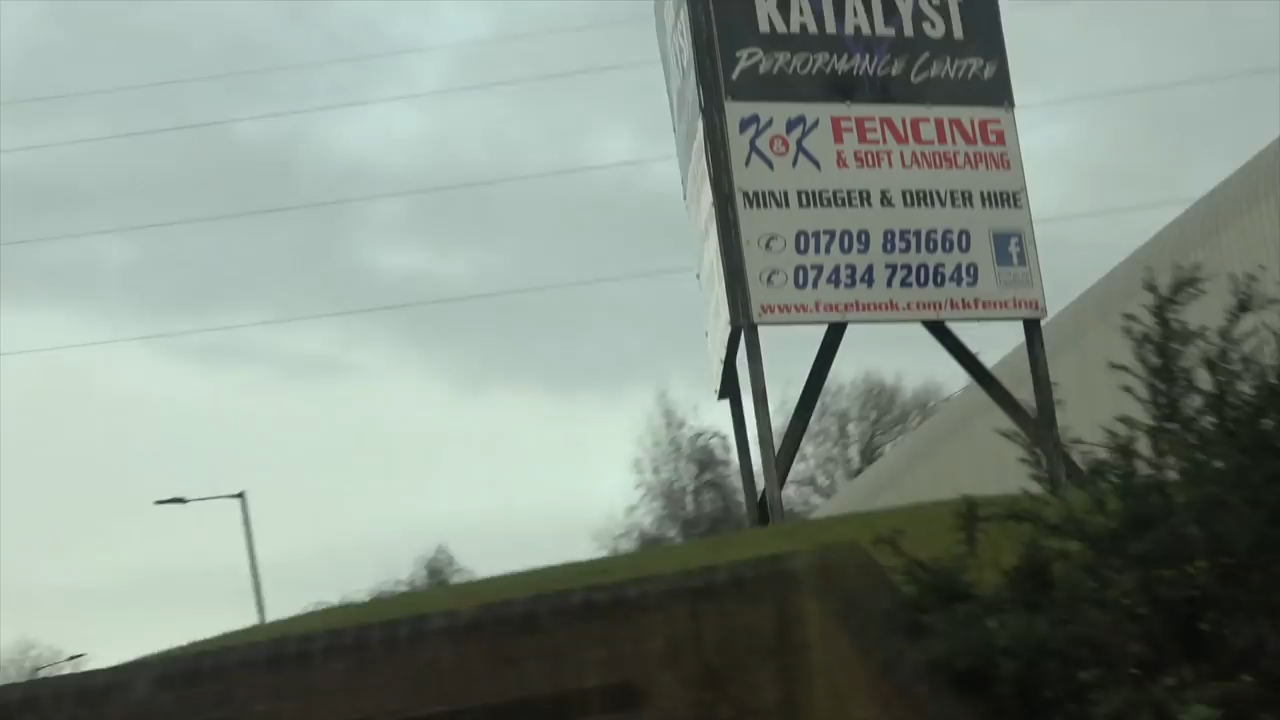 KATALYST
PERFORMANCE CENTRE
K&K FENCING
& SOFT LANDSCAPING
MINI DIGGER & DRIVER HIRE
01709 851660
07434 720649
f
www.facebook.com/kkfencing